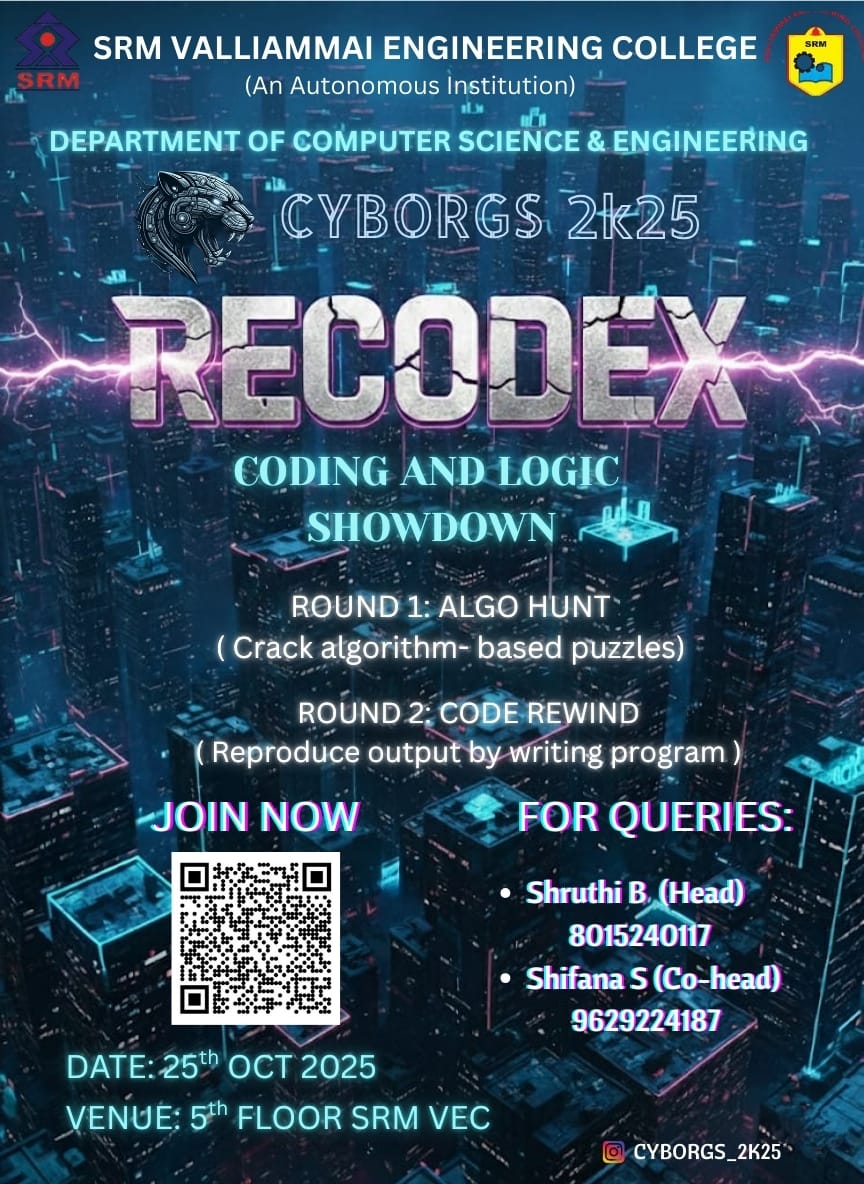 SRM VALLIAMMAI ENGINEERING COLLEGE
(An Autonomous Institution)
SRM
SRM
DEPARTMENT OF COMPUTER SCIENCE & ENGINEERING
CYBORGS 2k25
RECODEX
CODING AND LOGIC
SHOWDOWN
ROUND 1: ALGO HUNT
( Crack algorithm- based puzzles)
ROUND 2: CODE REWIND
( Reproduce output by writing program )
JOIN NOW
FOR QUERIES:
• Shruthi B (Head)
8015240117
• Shifana S (Co-head)
9629224187
DATE: 25th OCT 2025
VENUE: 5th FLOOR SRM VEC
CYBORGS_2K25